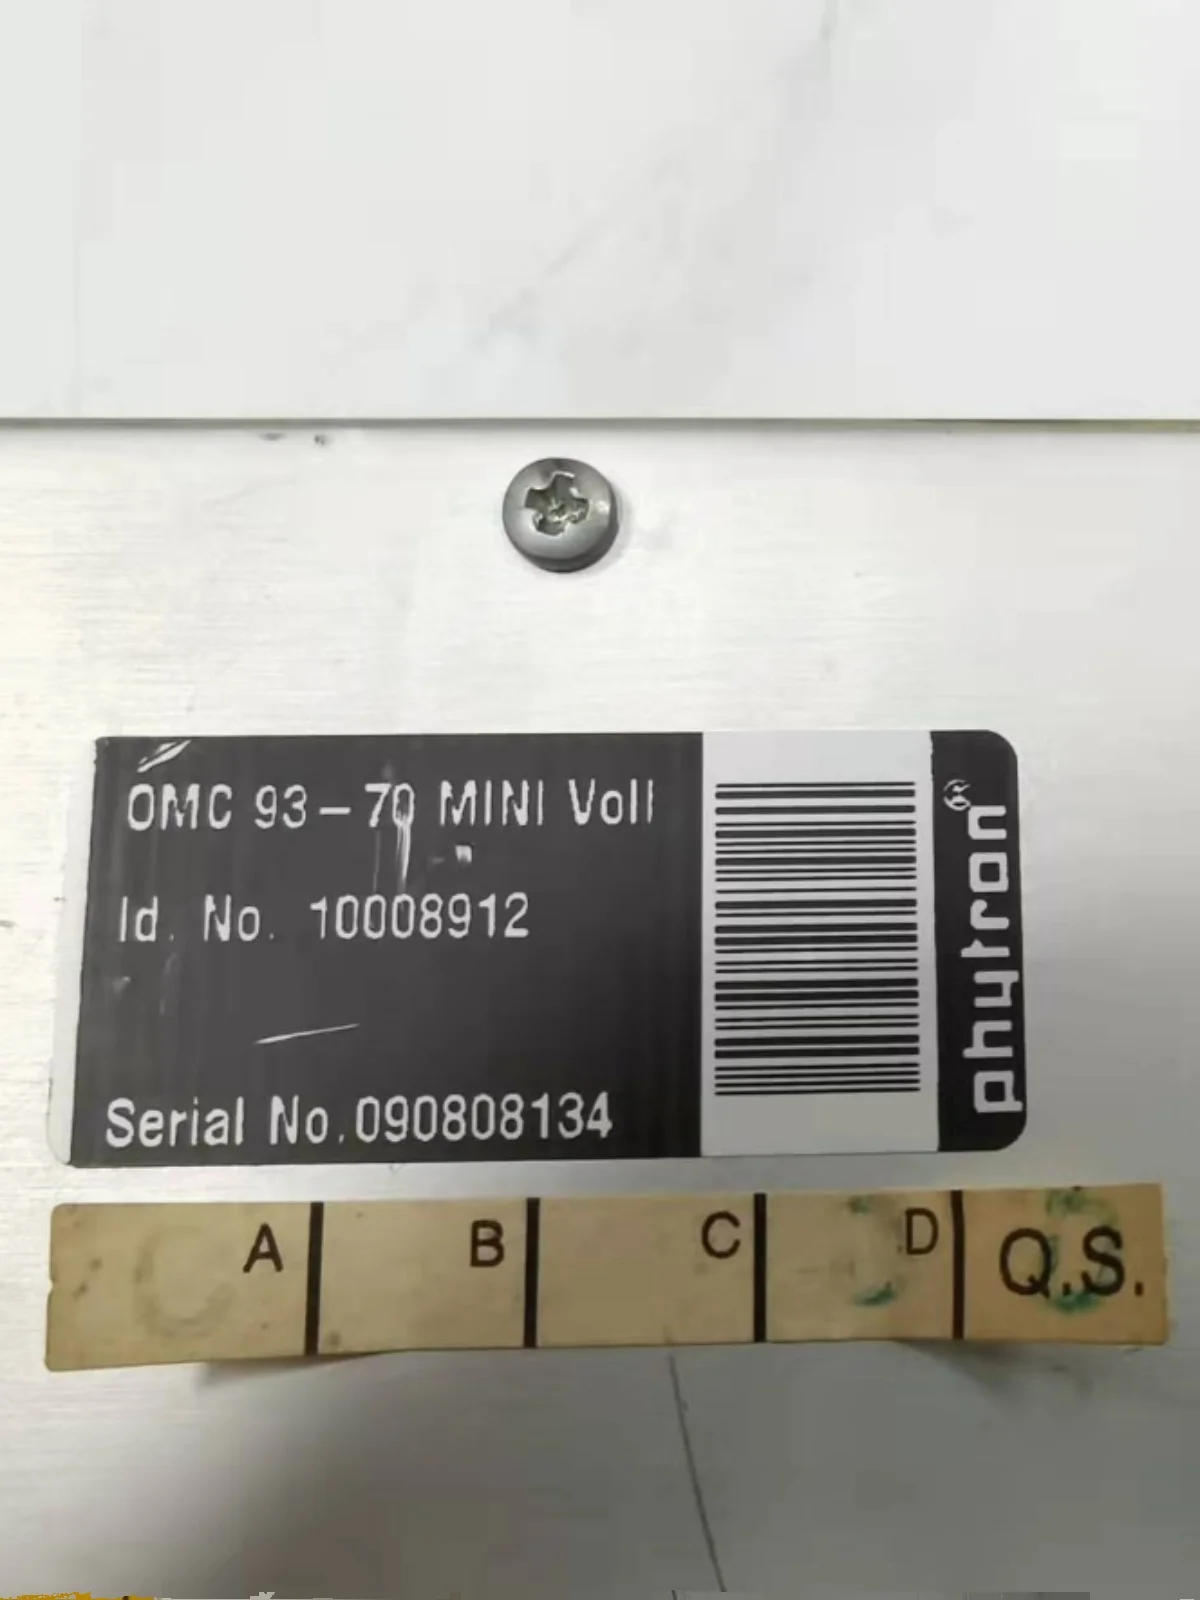 OMC 93-70 MINI Voll
Id. No. 10008912
Serial No.090808134
phytron®
A B C D Q.S.